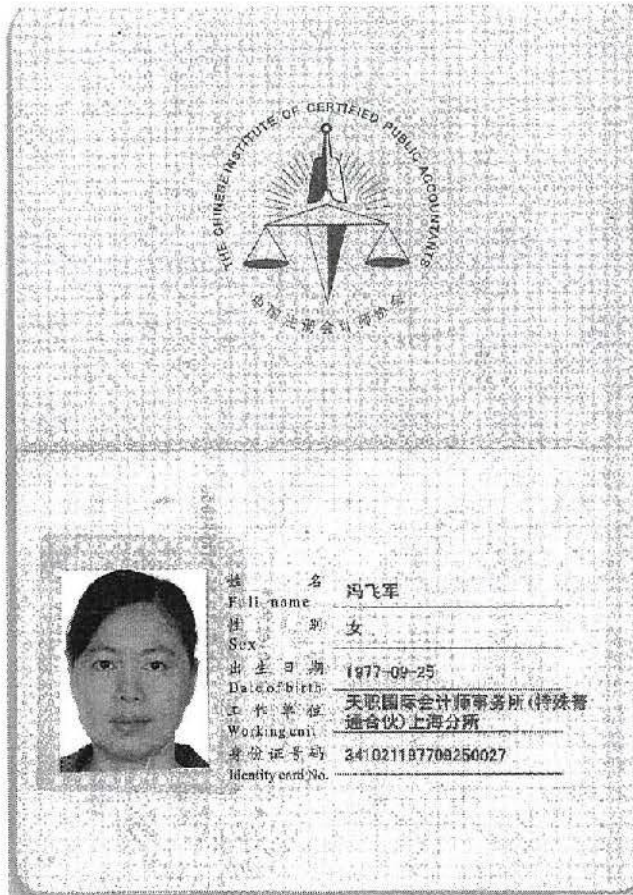 THE CHINESE INSTITUTE OF CERTIFIED PUBLIC ACCOUNTANTS
中国注册会计师协会
姓 名 冯飞军
Full name
性 别 女
Sex
出生日期 1977-09-25
Date of birth
工作单位 天职国际会计师事务所(特殊普
通合伙)上海分所
Working unit
身份证号码 341021197709250027
Identity card No.